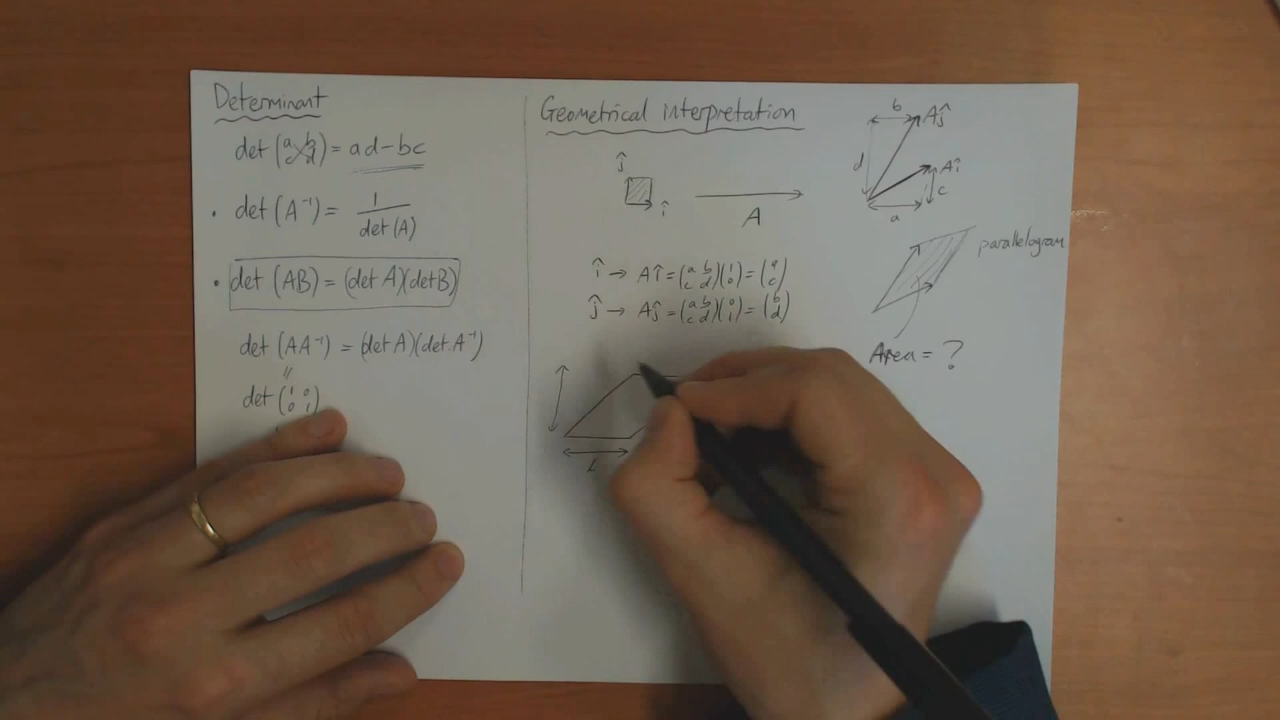 Determinant
det (a b
c d) = ad-bc
· det (A⁻¹) = 1
det (A)
· det (AB) = (det A)(det B)
det (AA⁻¹) = (det A)(det A⁻¹)
"
det (1 0
0 1)
Geometrical interpretation
ĵ
î
A
î → Aî = (a b
c d)(1
0) = (a
c)
ĵ → Aĵ = (a b
c d)(0
1) = (b
d)
b
Aĵ
d
Aî
c
a
parallelogram
Area = ?